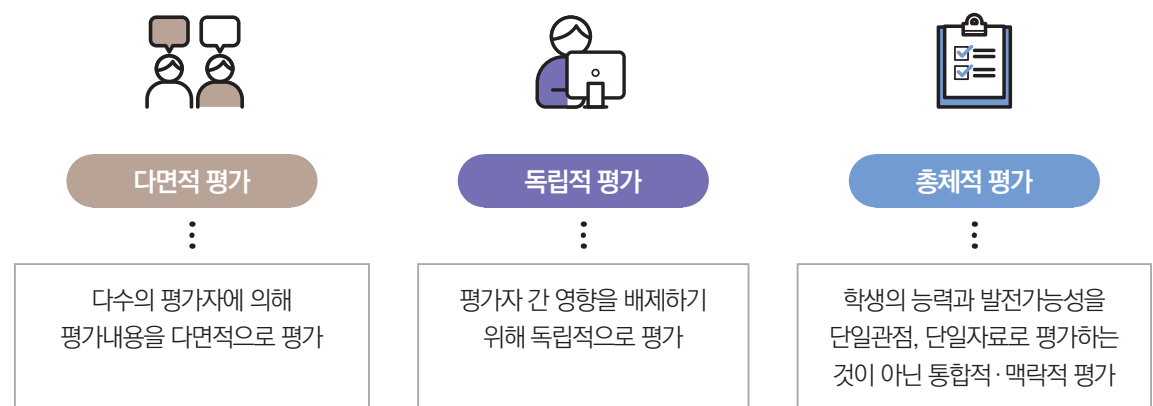 다면적 평가
독립적 평가
총체적 평가
다수의 평가자에 의해
평가내용을 다면적으로 평가
평가자 간 영향을 배제하기
위해 독립적으로 평가
학생의 능력과 발전가능성을
단일관점, 단일자료로 평가하는
것이 아닌 통합적·맥락적 평가